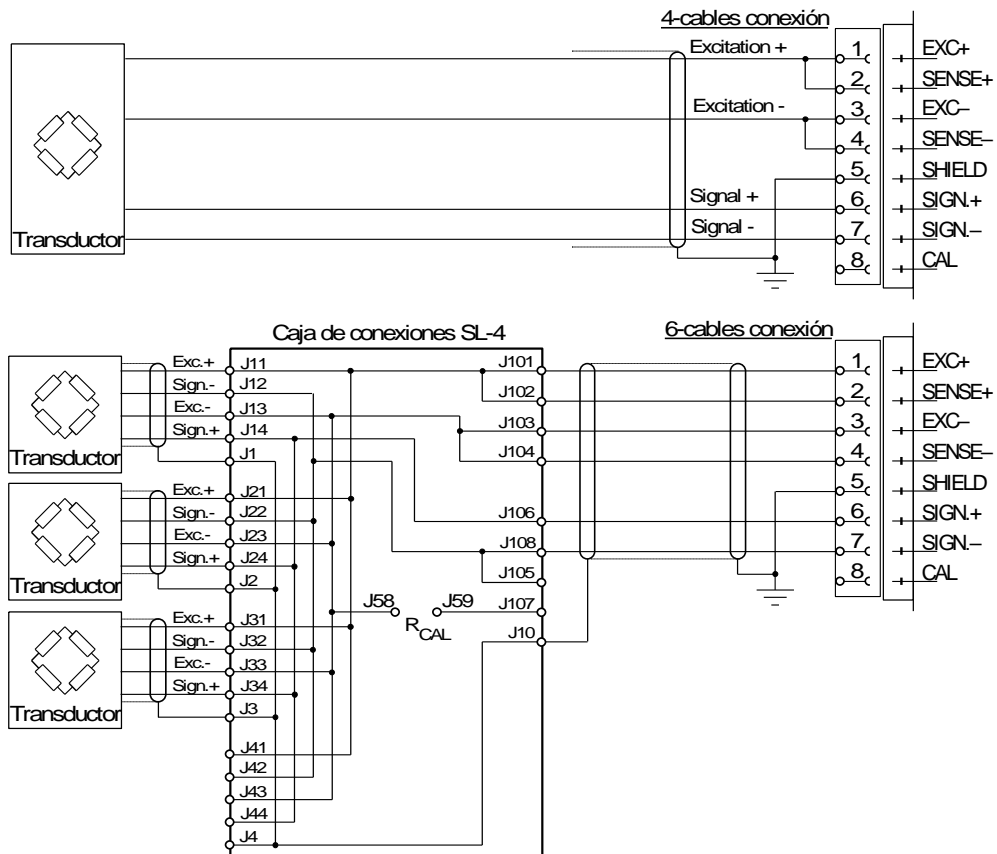 4-cables conexión
Excitation +
1
EXC+
2
SENSE+
Excitation -
3
EXC–
4
SENSE–
5
SHIELD
Signal +
6
SIGN.+
Signal -
7
SIGN.–
8
CAL
Transductor
Caja de conexiones SL-4
6-cables conexión
Exc.+
J11
J101
1
EXC+
Sign.-
J12
J102
2
SENSE+
Exc.-
J13
J103
3
EXC–
Sign.+
J14
J104
4
SENSE–
Transductor
J1
5
SHIELD
Exc.+
J21
Sign.-
J22
J106
6
SIGN.+
Exc.-
J23
J108
7
SIGN.–
Sign.+
J24
J105
8
CAL
Transductor
J2
J58
J59
J107
RCAL
Exc.+
J31
J10
Sign.-
J32
Exc.-
J33
Sign.+
J34
Transductor
J3
J41
J42
J43
J44
J4